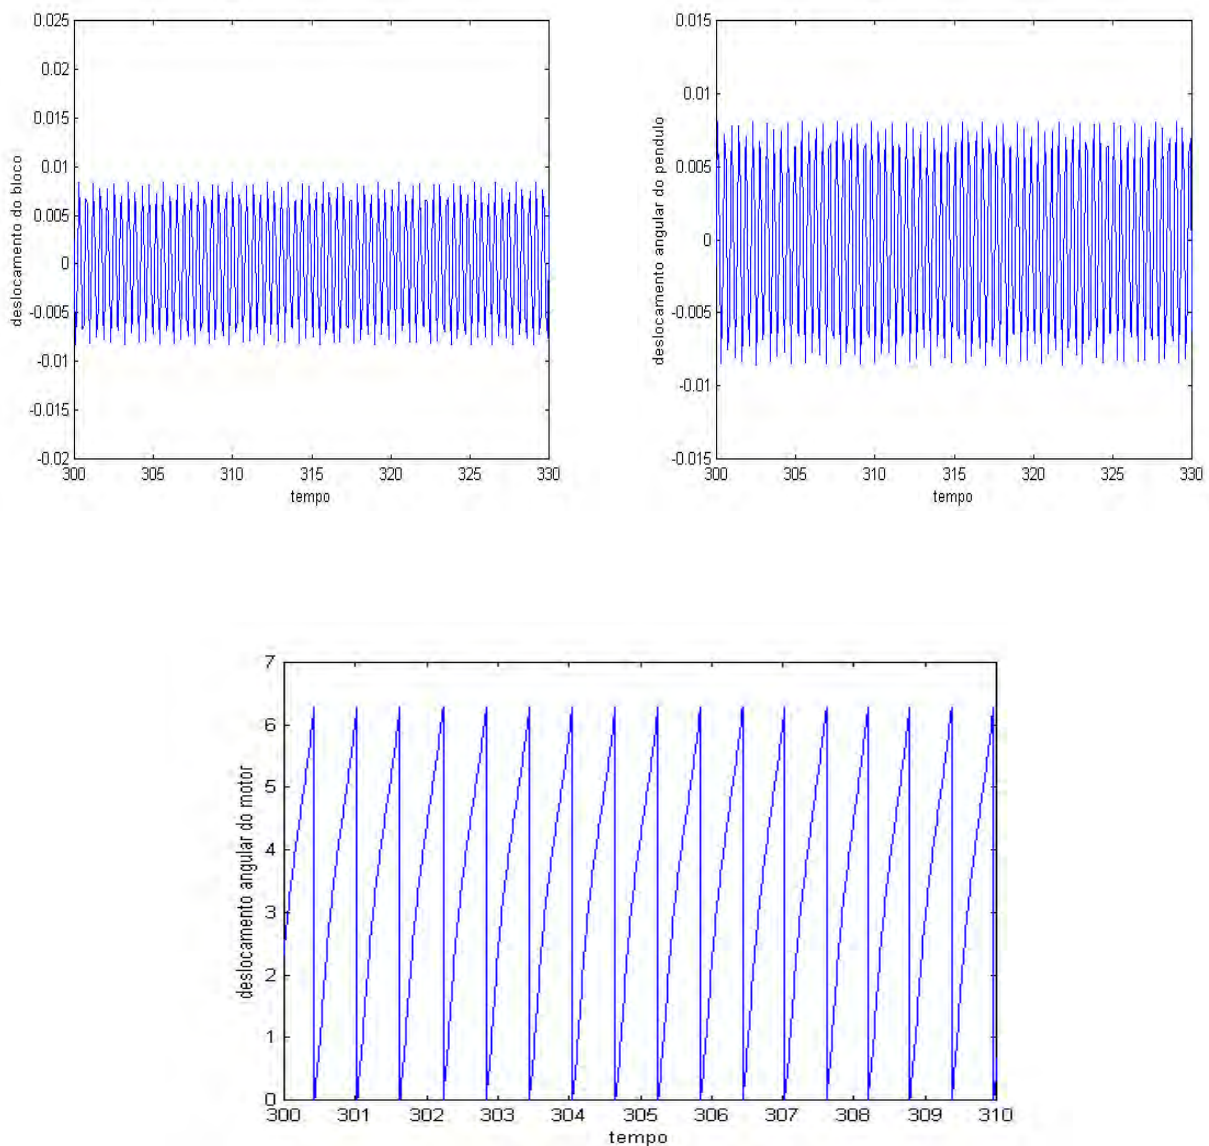 deslocamento do bloco
0.025
0.02
0.015
0.01
0.005
0
-0.005
-0.01
-0.015
-0.02
300 305 310 315 320 325 330
tempo
deslocamento angular do pendulo
0.015
0.01
0.005
0
-0.005
-0.01
-0.015
300 305 310 315 320 325 330
tempo
deslocamento angular do motor
7
6
5
4
3
2
1
0
300 301 302 303 304 305 306 307 308 309 310
tempo